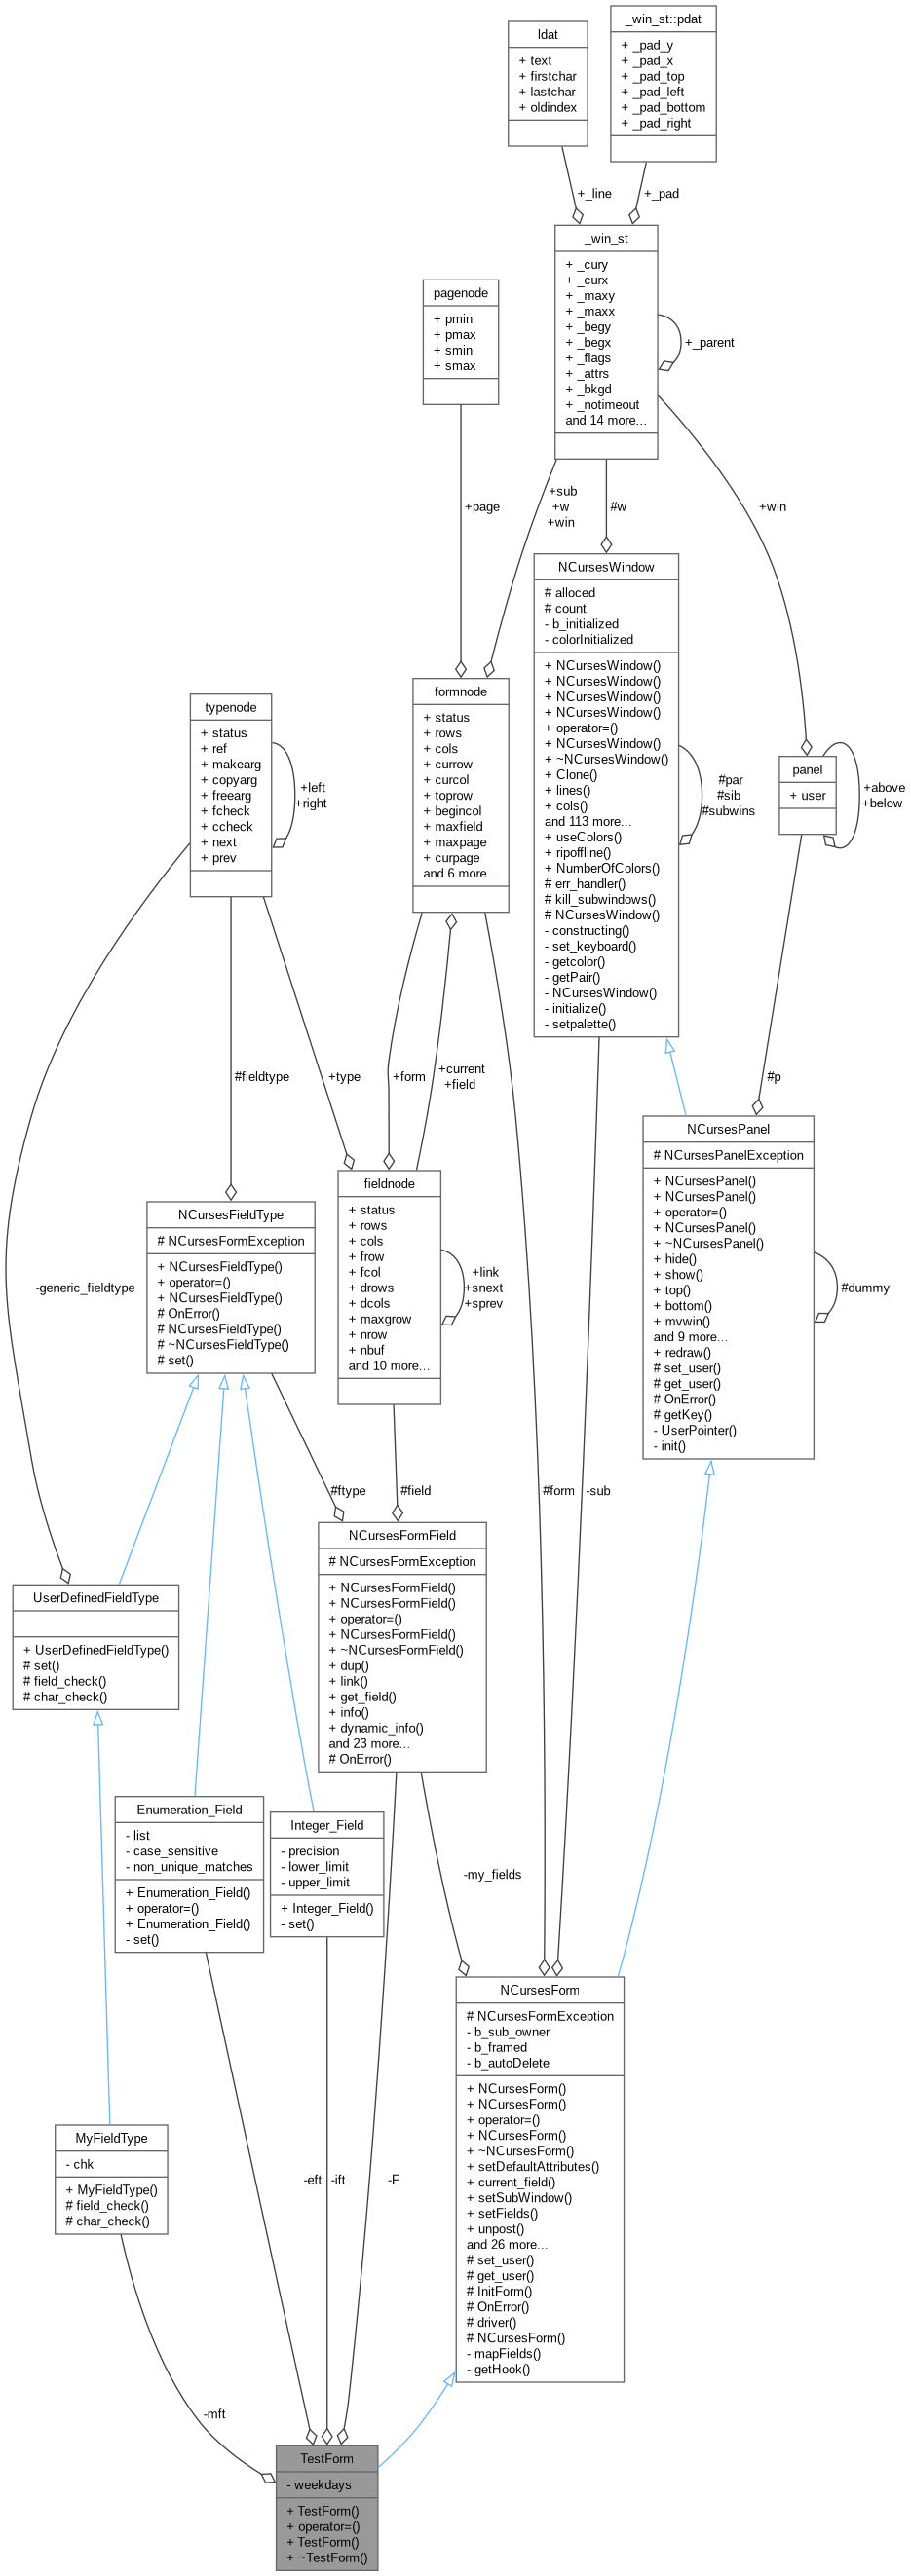 ldat
+ text
+ firstchar
+ lastchar
+ oldindex
_win_st::pdat
+ _pad_y
+ _pad_x
+ _pad_top
+ _pad_left
+ _pad_bottom
+ _pad_right
+_line
+_pad
_win_st
+ _cury
+ _curx
+ _maxy
+ _maxx
+ _begy
+ _begx
+ _flags
+ _attrs
+ _bkgd
+ _notimeout
and 14 more...
+_parent
pagenode
+ pmin
+ pmax
+ smin
+ smax
+page
+sub
+w
+win
#w
+win
NCursesWindow
# alloced
# count
- b_initialized
- colorInitialized
+ NCursesWindow()
+ NCursesWindow()
+ NCursesWindow()
+ NCursesWindow()
+ operator=()
+ NCursesWindow()
+ ~NCursesWindow()
+ Clone()
+ lines()
+ cols()
and 113 more...
+ useColors()
+ ripoffline()
+ NumberOfColors()
# err_handler()
# kill_subwindows()
# NCursesWindow()
- constructing()
- set_keyboard()
- getcolor()
- getPair()
- NCursesWindow()
- initialize()
- setpalette()
#par
#sib
#subwins
formnode
+ status
+ rows
+ cols
+ currow
+ curcol
+ toprow
+ begincol
+ maxfield
+ maxpage
+ curpage
and 6 more...
typenode
+ status
+ ref
+ makearg
+ copyarg
+ freearg
+ fcheck
+ ccheck
+ next
+ prev
+left
+right
panel
+ user
+above
+below
#fieldtype
+type
+form
+current
+field
#p
NCursesPanel
# NCursesPanelException
+ NCursesPanel()
+ NCursesPanel()
+ operator=()
+ NCursesPanel()
+ ~NCursesPanel()
+ hide()
+ show()
+ top()
+ bottom()
+ mvwin()
and 9 more...
+ redraw()
# set_user()
# get_user()
# OnError()
# getKey()
- UserPointer()
- init()
#dummy
fieldnode
+ status
+ rows
+ cols
+ frow
+ fcol
+ drows
+ dcols
+ maxgrow
+ nrow
+ nbuf
and 10 more...
+link
+snext
+sprev
NCursesFieldType
# NCursesFormException
+ NCursesFieldType()
+ operator=()
+ NCursesFieldType()
# OnError()
# NCursesFieldType()
# ~NCursesFieldType()
# set()
-generic_fieldtype
#ftype
#field
#form
-sub
NCursesFormField
# NCursesFormException
+ NCursesFormField()
+ NCursesFormField()
+ operator=()
+ NCursesFormField()
+ ~NCursesFormField()
+ dup()
+ link()
+ get_field()
+ info()
+ dynamic_info()
and 23 more...
# OnError()
UserDefinedFieldType
+ UserDefinedFieldType()
# set()
# field_check()
# char_check()
Enumeration_Field
- list
- case_sensitive
- non_unique_matches
+ Enumeration_Field()
+ operator=()
+ Enumeration_Field()
- set()
Integer_Field
- precision
- lower_limit
- upper_limit
+ Integer_Field()
- set()
-my_fields
NCursesForm
# NCursesFormException
- b_sub_owner
- b_framed
- b_autoDelete
+ NCursesForm()
+ NCursesForm()
+ operator=()
+ NCursesForm()
+ ~NCursesForm()
+ setDefaultAttributes()
+ current_field()
+ setSubWindow()
+ setFields()
+ unpost()
and 26 more...
# set_user()
# get_user()
# InitForm()
# OnError()
# driver()
# NCursesForm()
- mapFields()
- getHook()
MyFieldType
- chk
+ MyFieldType()
# field_check()
# char_check()
-eft
-ift
-F
-mft
TestForm
- weekdays
+ TestForm()
+ operator=()
+ TestForm()
+ ~TestForm()